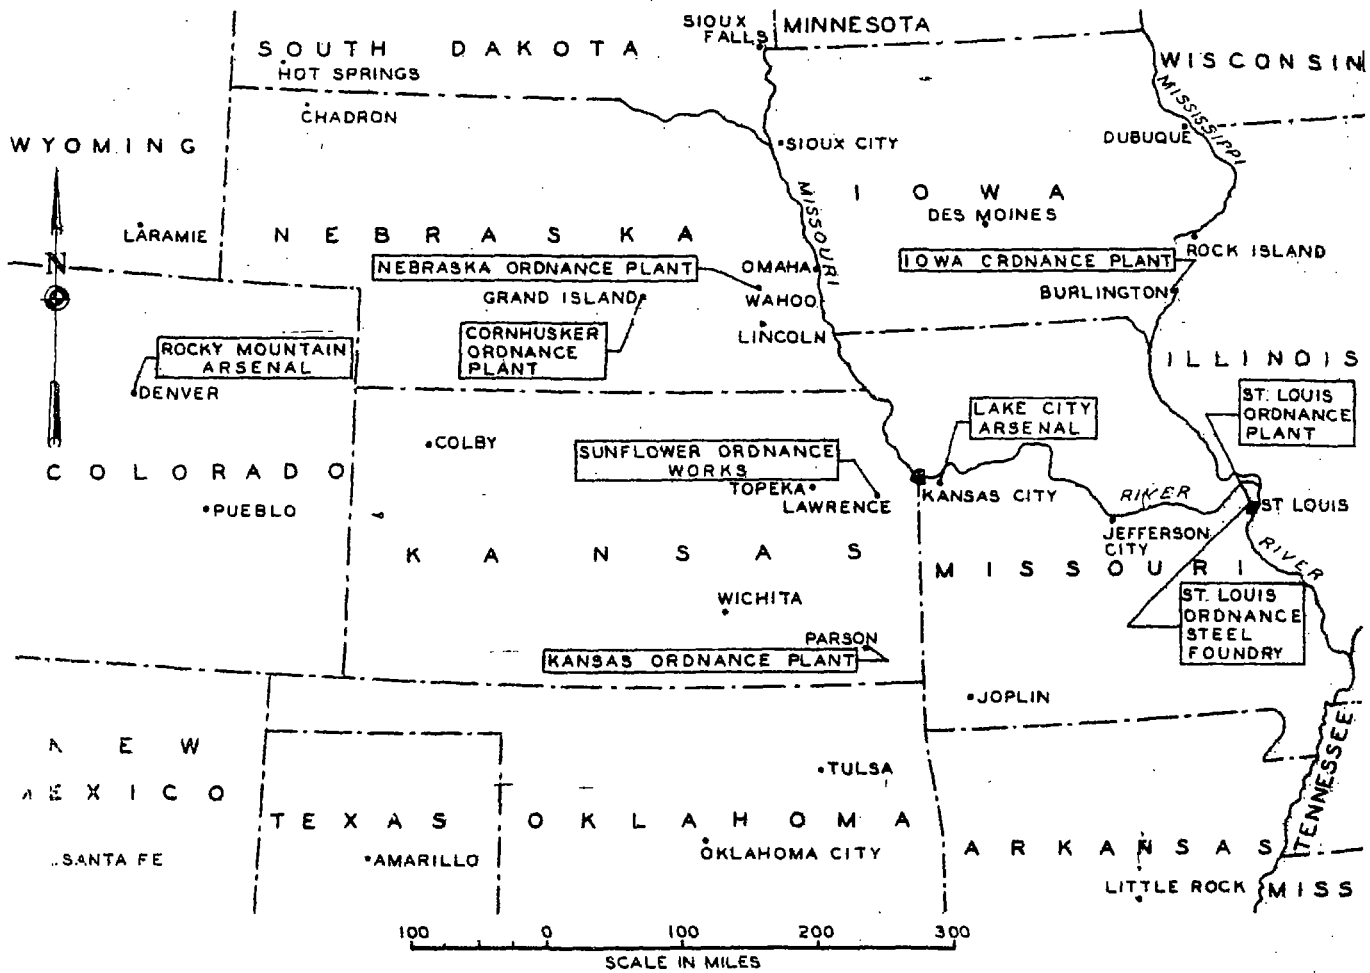 SIOUX
FALLS
MINNESOTA
SOUTH DAKOTA
WISCONSIN
HOT SPRINGS
CHADRON
MISSISSIPPI
DUBUQUE
WYOMING
SIOUX CITY
MISSOURI
IOWA
DES MOINES
LARAMIE
NEBRASKA
ROCK ISLAND
N
NEBRASKA ORDNANCE PLANT
OMAHA
IOWA CRDNANCE PLANT
GRAND ISLAND
WAHOO
BURLINGTON
CORNHUSKER
ORDNANCE
PLANT
LINCOLN
ROCKY MOUNTAIN
ARSENAL
ILLINOIS
DENVER
ST. LOUIS
ORDNANCE
PLANT
LAKE CITY
ARSENAL
COLBY
SUNFLOWER ORDNANCE
WORKS
COLORADO
TOPEKA
LAWRENCE
KANSAS CITY
RIVER
ST LOUIS
PUEBLO
JEFFERSON
CITY
RIVER
KANSAS
MISSOURI
WICHITA
ST. LOUIS
ORDNANCE
STEEL
FOUNDRY
PARSON
KANSAS ORDNANCE PLANT
JOPLIN
NEW
MEXICO
TENNESSEE
TULSA
TEXAS
OKLAHOMA
ARKANSAS
SANTA FE
AMARILLO
OKLAHOMA CITY
LITTLE ROCK
MISS
100 0 100 200 300
SCALE IN MILES